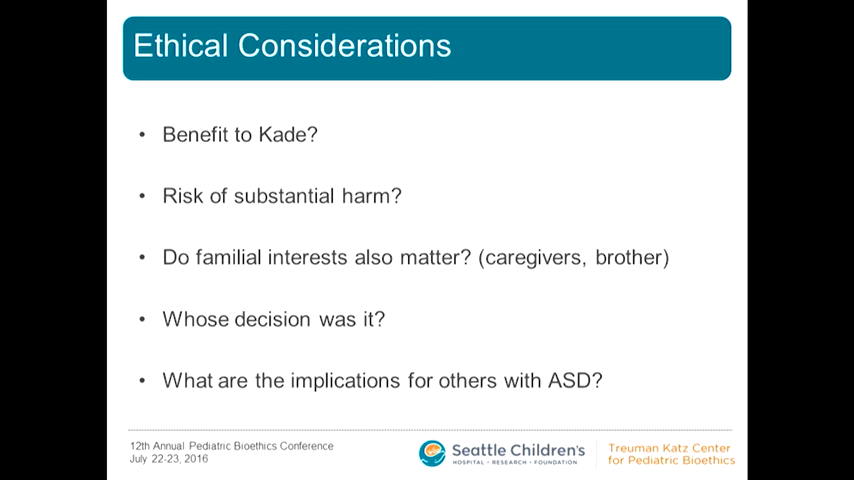 Ethical Considerations
• Benefit to Kade?
• Risk of substantial harm?
• Do familial interests also matter? (caregivers, brother)
• Whose decision was it?
• What are the implications for others with ASD?
12th Annual Pediatric Bioethics Conference
July 22-23, 2016
Seattle Children's
HOSPITAL • RESEARCH • FOUNDATION
Treuman Katz Center
for Pediatric Bioethics